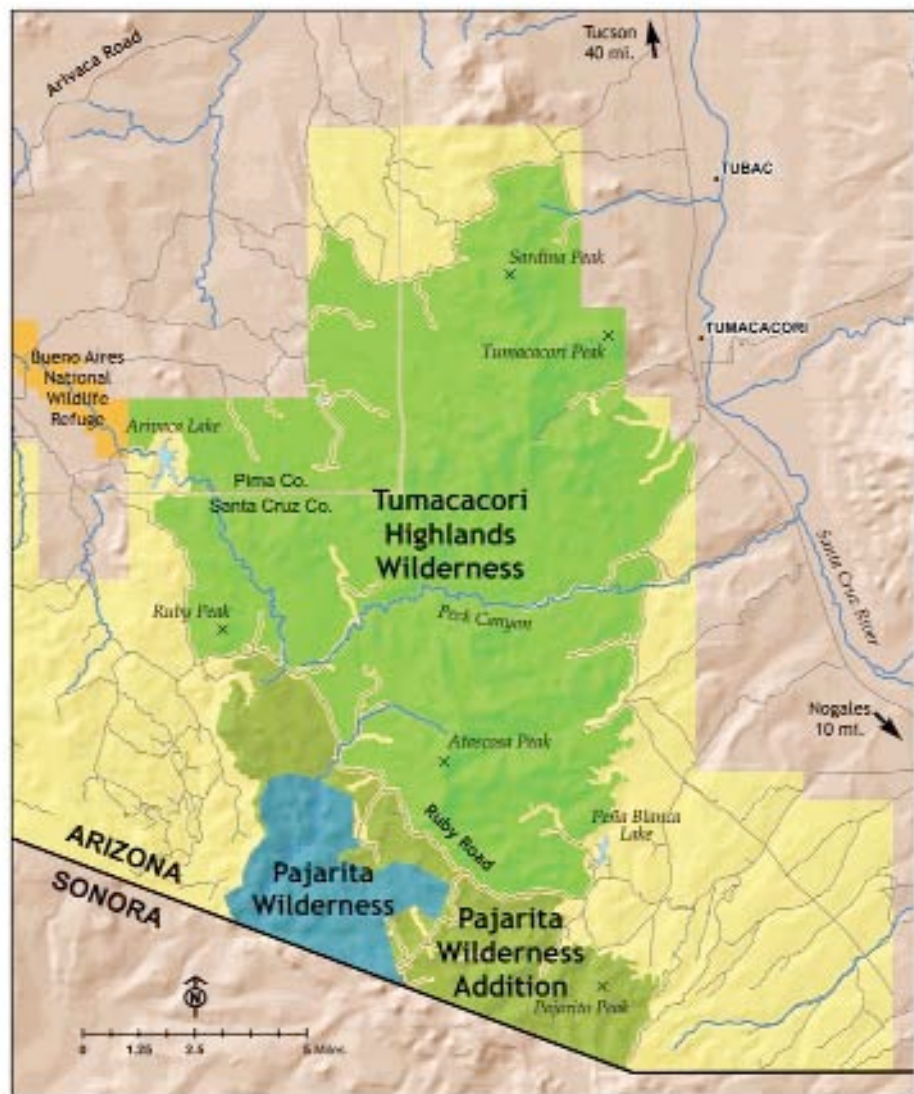 Arivaca Road
Tucson
40 mi.
TUBAC
Sardina Peak
TUMACACORI
Tumacacori Peak
Bueno Aires
National
Wildlife
Refuge
Arivaca Lake
Pima Co.
Santa Cruz Co.
Tumacacori
Highlands
Wilderness
Santa Cruz River
Ruby Peak
Peck Canyon
Nogales
10 mi.
Atascosa Peak
Ruby Road
Peña Blanca
Lake
ARIZONA
SONORA
Pajarita
Wilderness
Pajarita
Wilderness
Addition
Pajarito Peak
N
0 1.25 2.5 5 Miles